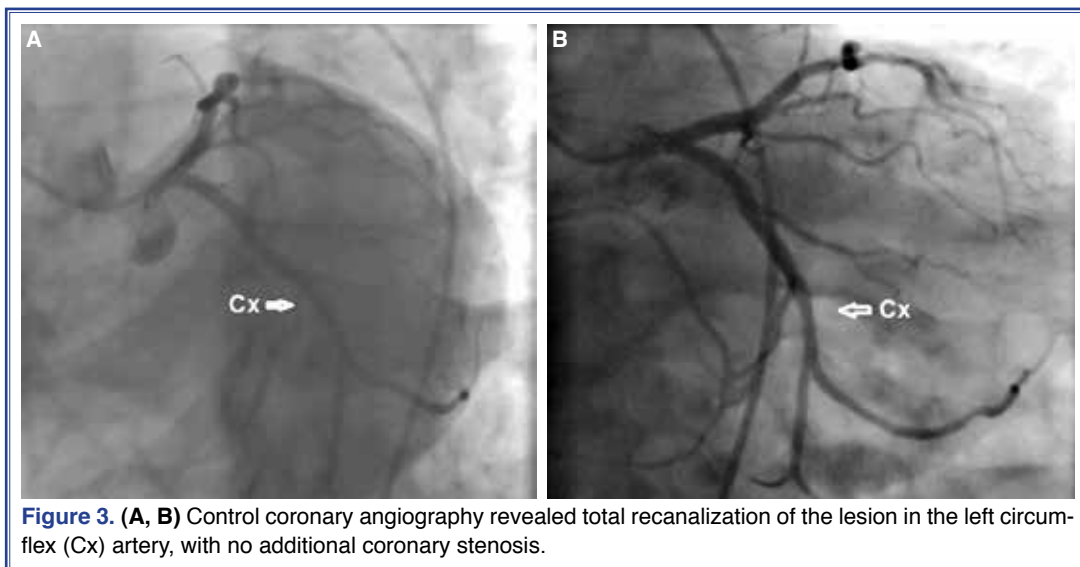 A
B
Cx
Cx
Figure 3. (A, B) Control coronary angiography revealed total recanalization of the lesion in the left circum-
flex (Cx) artery, with no additional coronary stenosis.